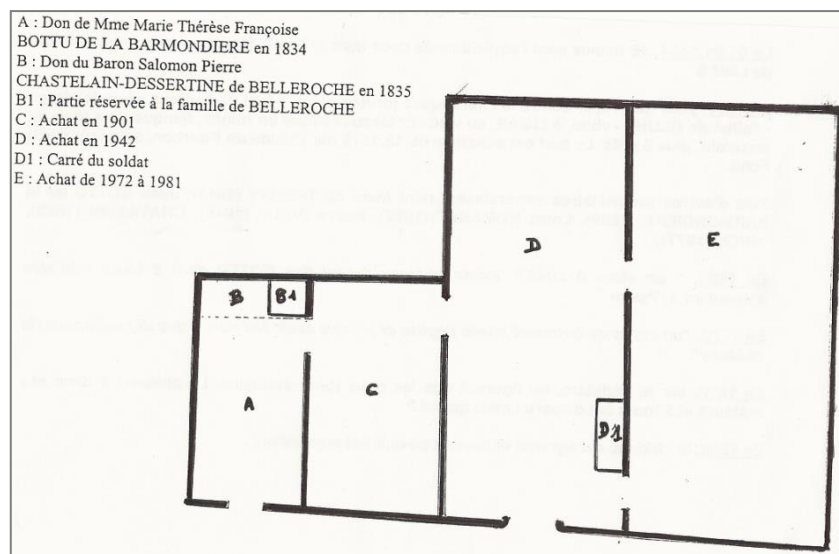 A : Don de Mme Marie Thérèse Françoise
BOTTU DE LA BARMONDIERE en 1834
B : Don du Baron Salomon Pierre
CHASTELAIN-DESSERTINE de BELLEROCHE en 1835
B1 : Partie réservée à la famille de BELLEROCHE
C : Achat en 1901
D : Achat en 1942
D1 : Carré du soldat
E : Achat de 1972 à 1981
D
E
B
B1
A
C
D1